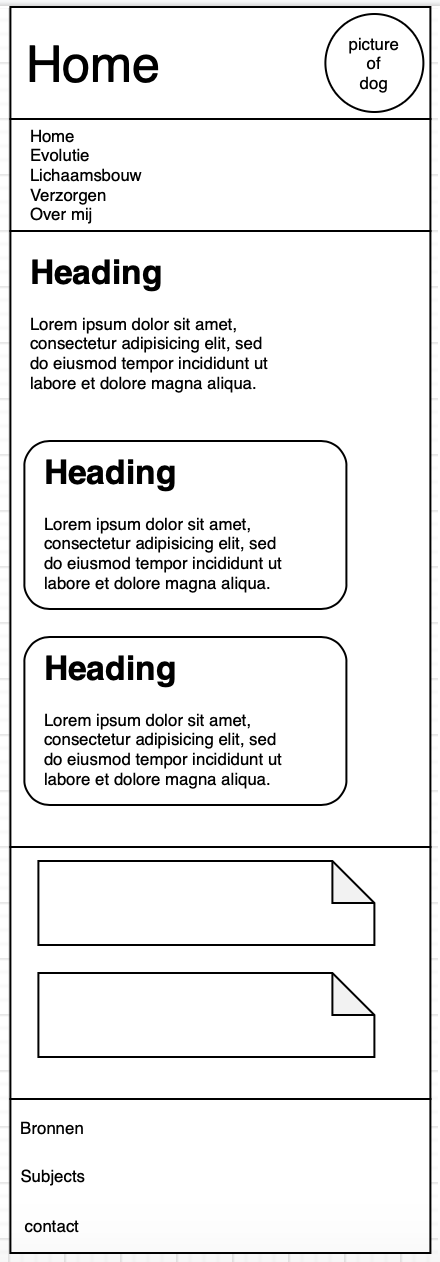 Home
picture
of
dog
Home
Evolutie
Lichaamsbouw
Verzorgen
Over mij
Heading
Lorem ipsum dolor sit amet,
consectetur adipisicing elit, sed
do eiusmod tempor incididunt ut
labore et dolore magna aliqua.
Heading
Lorem ipsum dolor sit amet,
consectetur adipisicing elit, sed
do eiusmod tempor incididunt ut
labore et dolore magna aliqua.
Heading
Lorem ipsum dolor sit amet,
consectetur adipisicing elit, sed
do eiusmod tempor incididunt ut
labore et dolore magna aliqua.
Bronnen
Subjects
contact